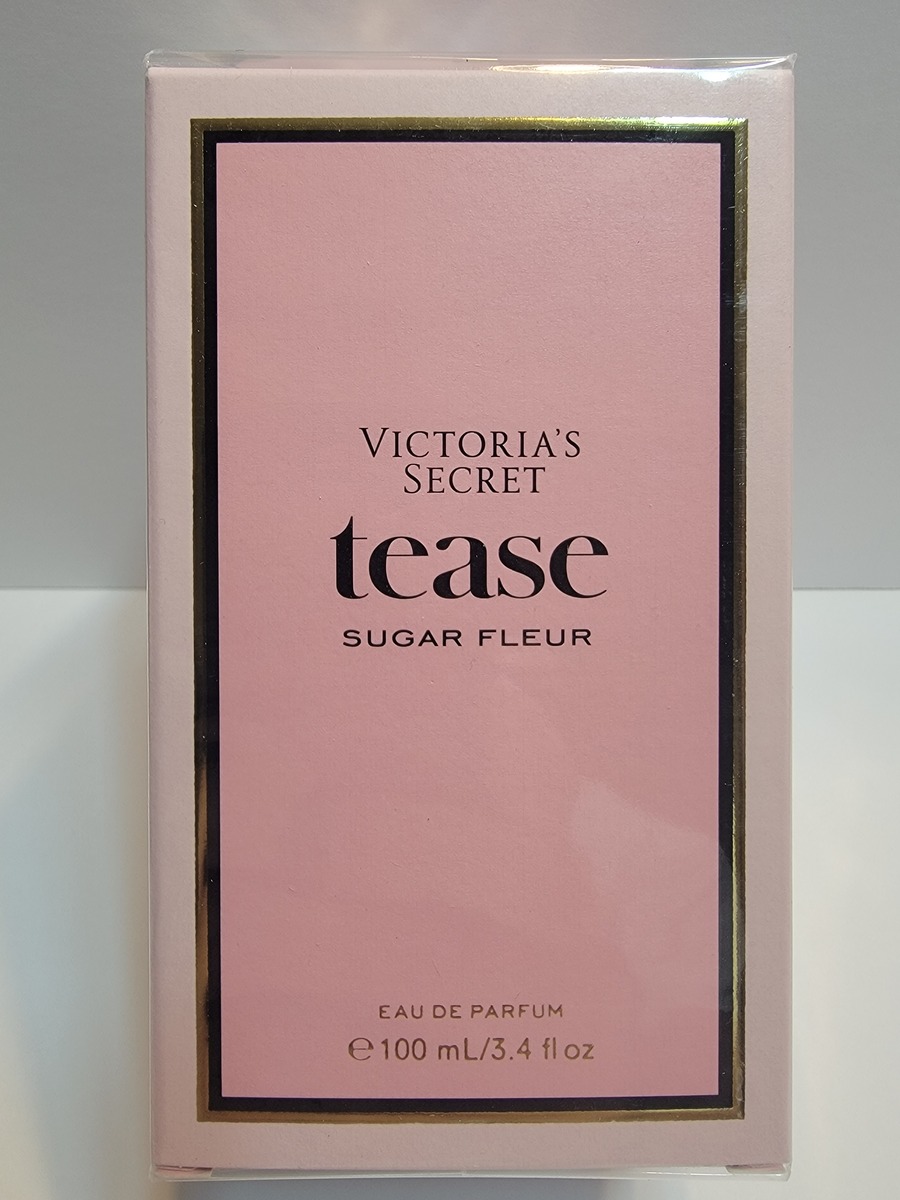 VICTORIA'S
SECRET
tease
SUGAR FLEUR
EAU DE PARFUM
℮100 mL/3.4 fl oz